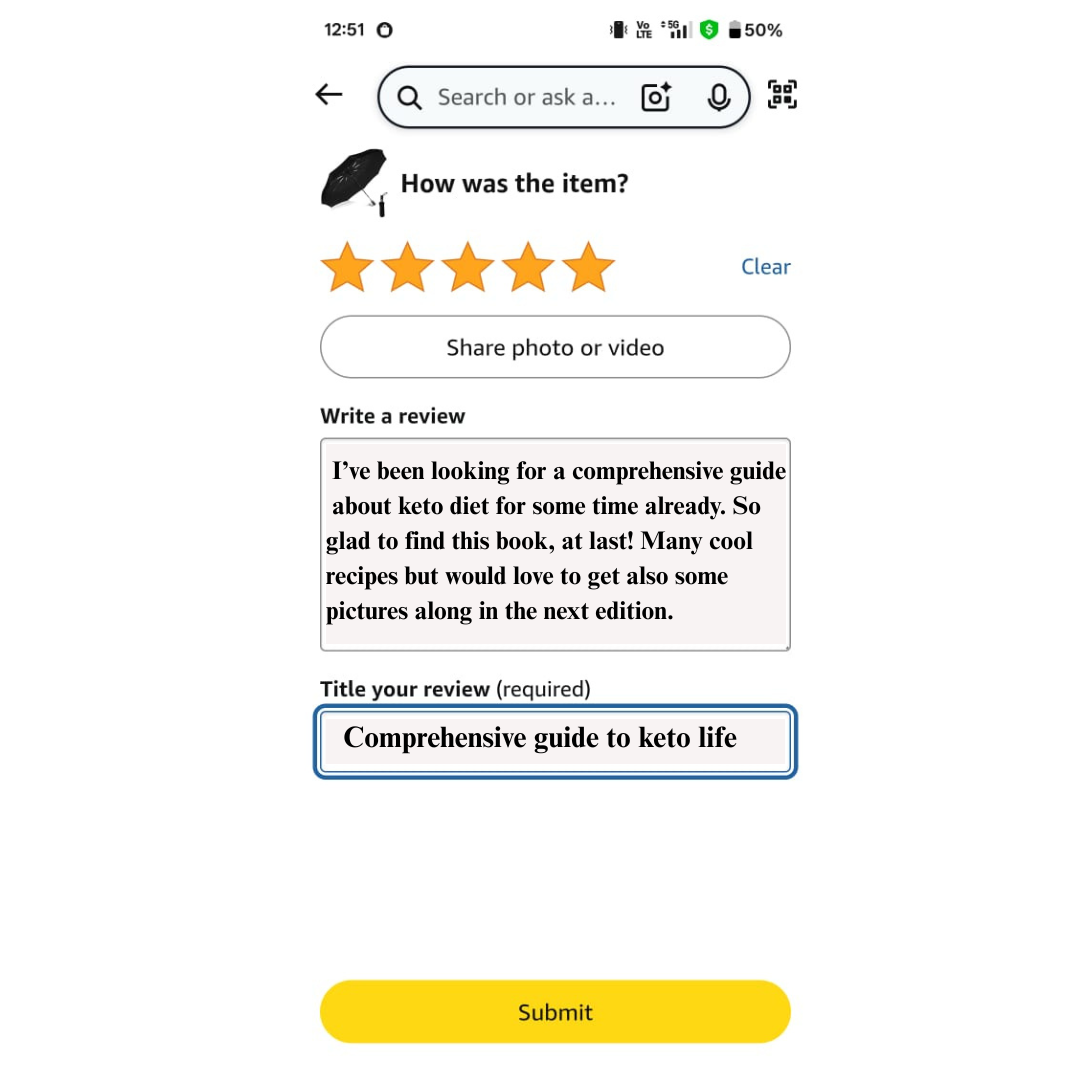 12:51 Vo LTE 5G $ 50%
Search or ask a...
How was the item?
Clear
Share photo or video
Write a review
I’ve been looking for a comprehensive guide
about keto diet for some time already. So
glad to find this book, at last! Many cool
recipes but would love to get also some
pictures along in the next edition.
Title your review (required)
Comprehensive guide to keto life
Submit